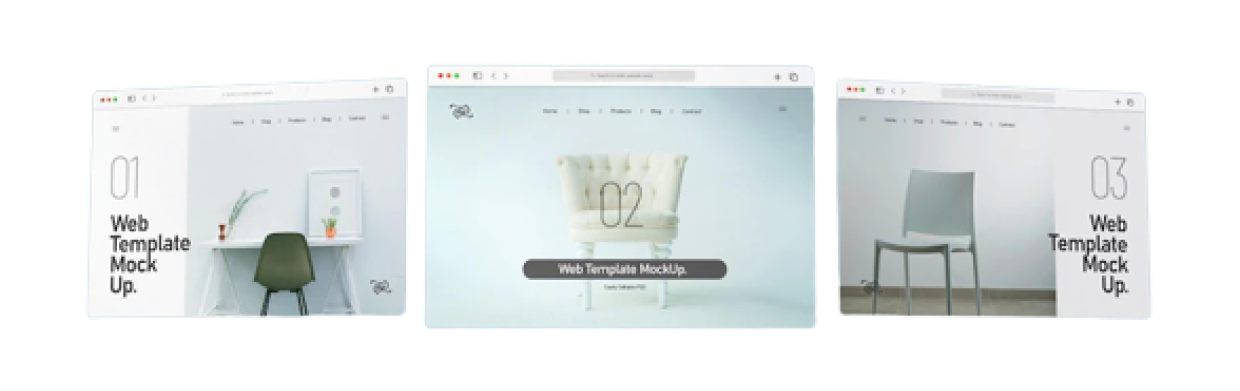 Home | Shop | Products | Blog | Contact
01
Web
Template
Mock
Up.
Home | Shop | Products | Blog | Contact
02
Web Template MockUp.
Home | Shop | Products | Blog | Contact
03
Web
Template
Mock
Up.